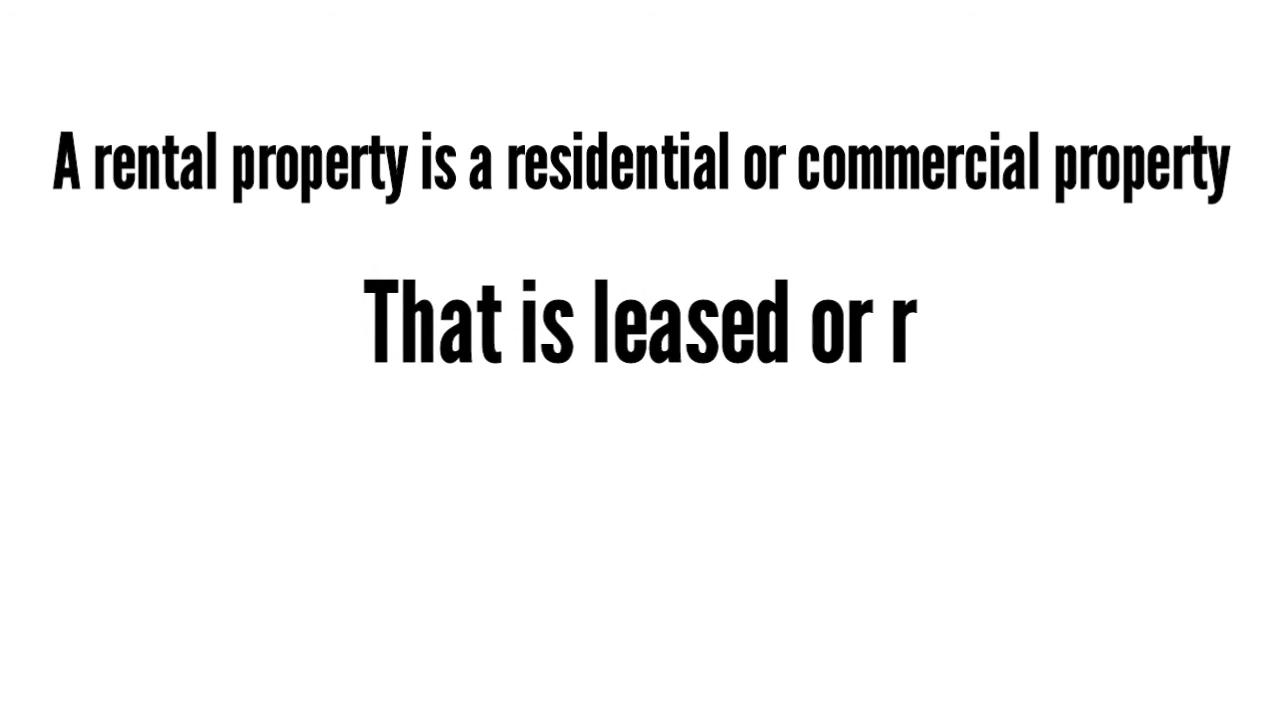 A rental property is a residential or commercial property
That is leased or r